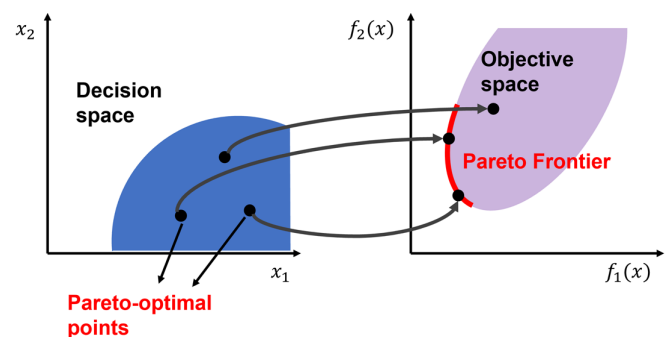 x₂
Decision
space
x₁
Pareto-optimal
points
f₂(x)
Objective
space
Pareto Frontier
f₁(x)